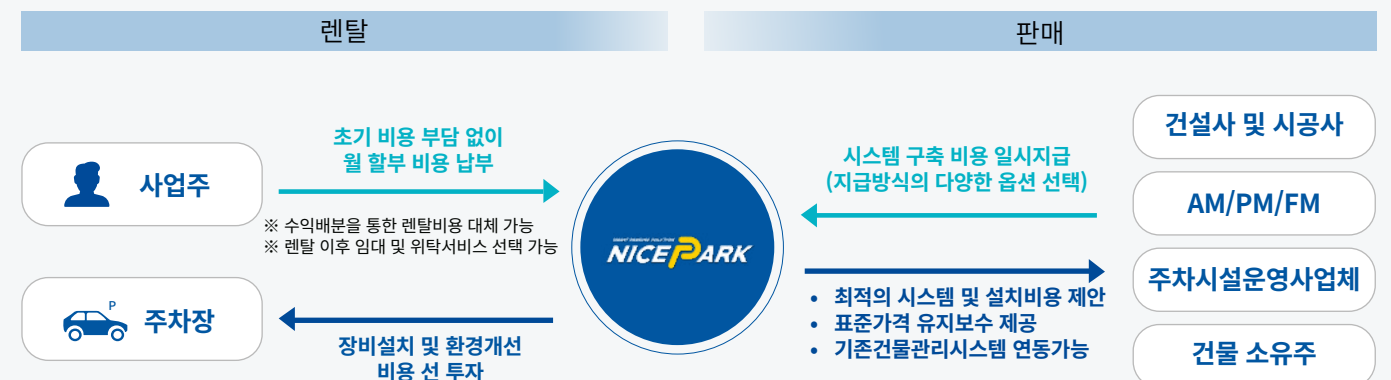 렌탈
판매
사업주
초기 비용 부담 없이
월 할부 비용 납부
※ 수익배분을 통한 렌탈비용 대체 가능
※ 렌탈 이후 임대 및 위탁서비스 선택 가능
P
주차장
장비설치 및 환경개선
비용 선 투자
NICEPARK
시스템 구축 비용 일시지급
(지급방식의 다양한 옵션 선택)
• 최적의 시스템 및 설치비용 제안
• 표준가격 유지보수 제공
• 기존건물관리시스템 연동가능
건설사 및 시공사
AM/PM/FM
주차시설운영사업체
건물 소유주